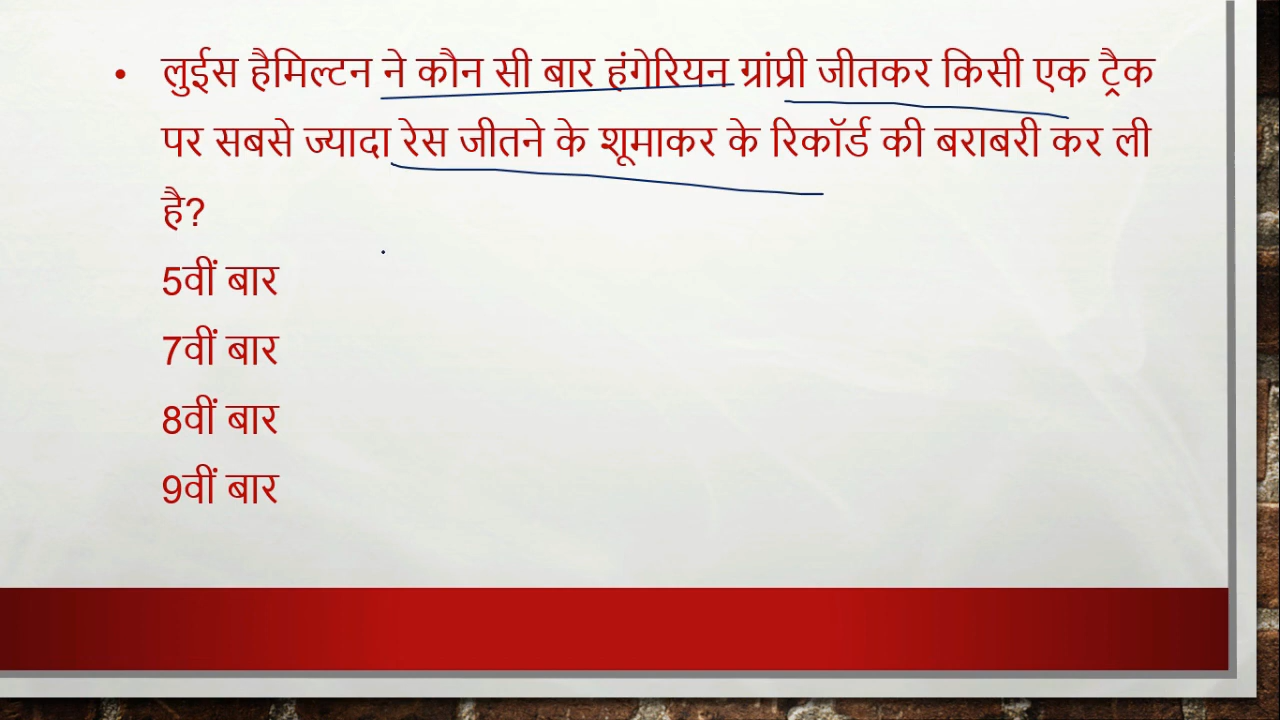 • लुईस हैमिल्टन ने कौन सी बार हंगेरियन ग्रांप्री जीतकर किसी एक ट्रैक
पर सबसे ज्यादा रेस जीतने के शूमाकर के रिकॉर्ड की बराबरी कर ली
है?
5वीं बार
7वीं बार
8वीं बार
9वीं बार